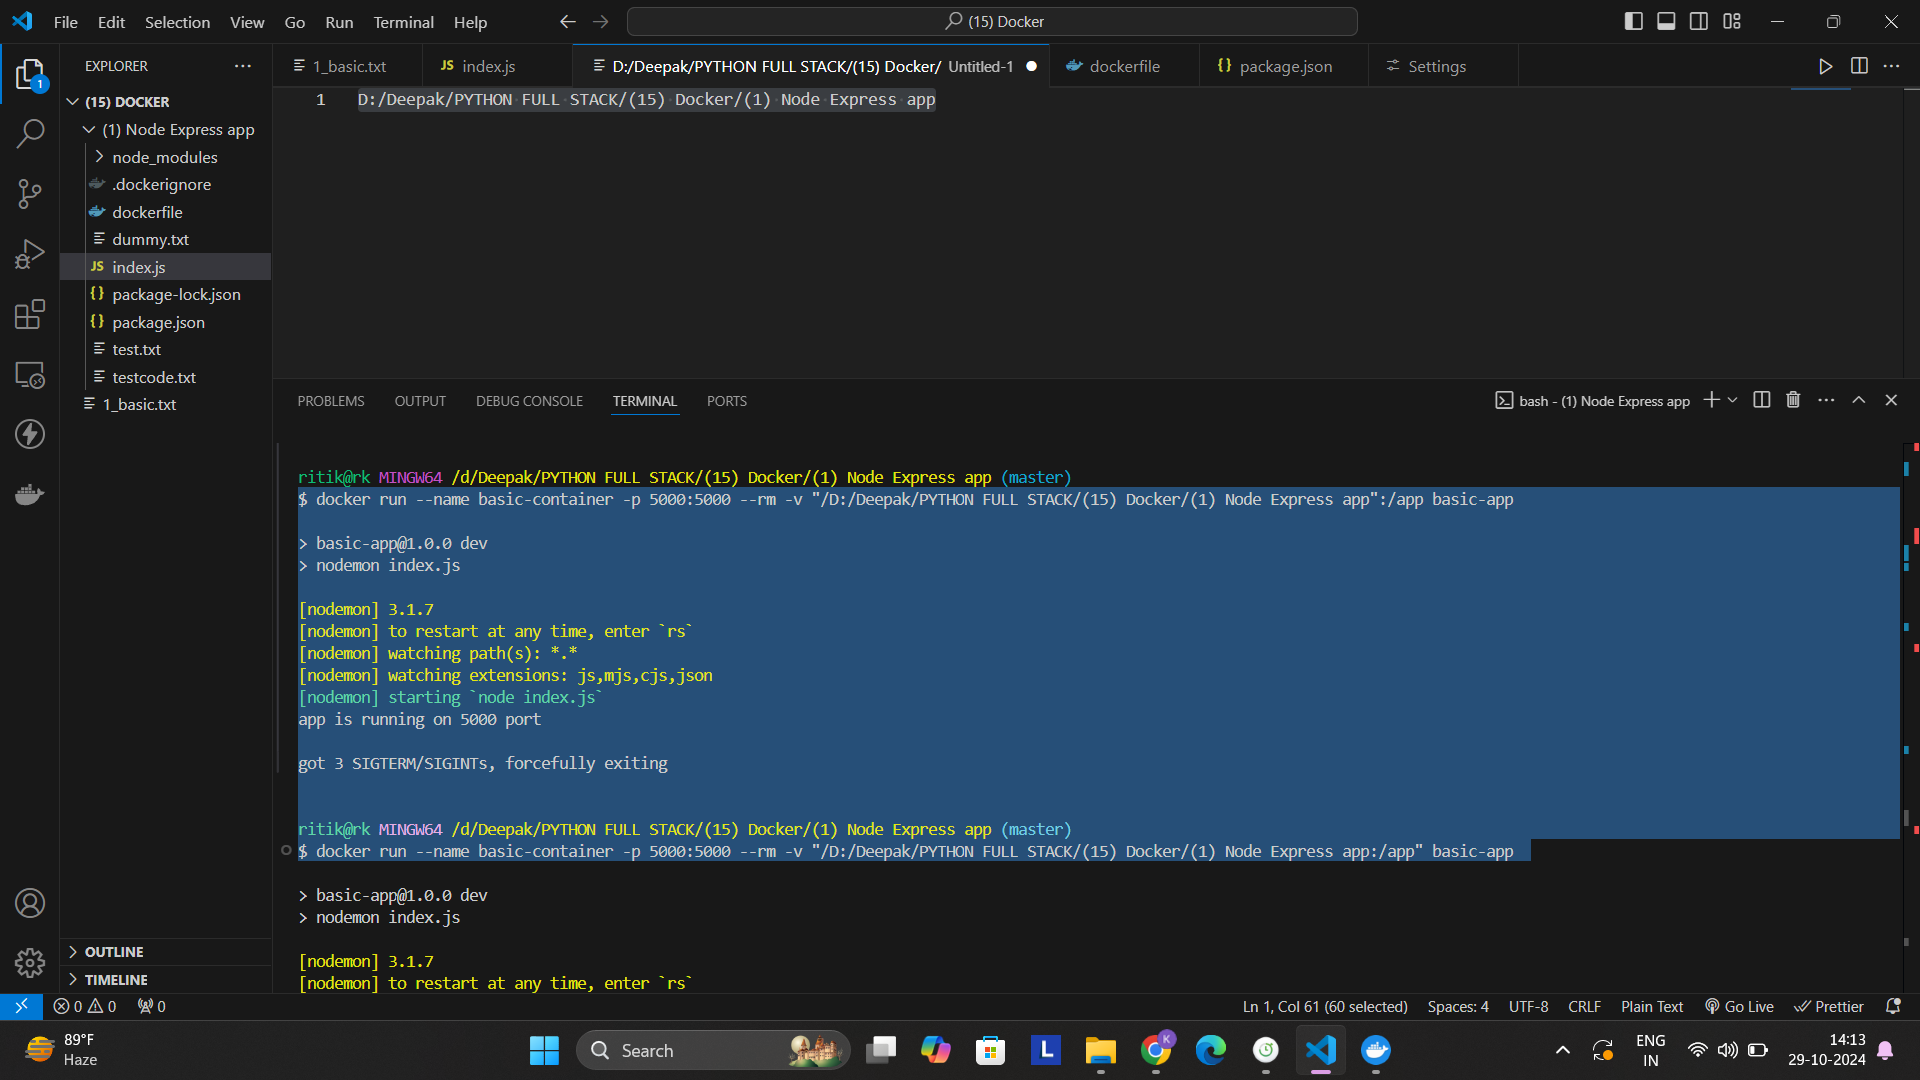 File Edit Selection View Go Run Terminal Help
(15) Docker
EXPLORER
1_basic.txt
index.js
D:/Deepak/PYTHON FULL STACK/(15) Docker/ Untitled-1
dockerfile
package.json
Settings
1
(15) DOCKER
(1) Node Express app
node_modules
.dockerignore
dockerfile
dummy.txt
JS index.js
package-lock.json
package.json
test.txt
testcode.txt
1_basic.txt
OUTLINE
TIMELINE
1 D:/Deepak/PYTHON FULL STACK/(15) Docker/(1) Node Express app
PROBLEMS OUTPUT DEBUG CONSOLE TERMINAL PORTS
bash - (1) Node Express app
ritik@rk MINGW64 /d/Deepak/PYTHON FULL STACK/(15) Docker/(1) Node Express app (master)
$ docker run --name basic-container -p 5000:5000 --rm -v "/D:/Deepak/PYTHON FULL STACK/(15) Docker/(1) Node Express app":/app basic-app
> basic-app@1.0.0 dev
> nodemon index.js
[nodemon] 3.1.7
[nodemon] to restart at any time, enter `rs`
[nodemon] watching path(s): *.*
[nodemon] watching extensions: js,mjs,cjs,json
[nodemon] starting `node index.js`
app is running on 5000 port
got 3 SIGTERM/SIGINTs, forcefully exiting
ritik@rk MINGW64 /d/Deepak/PYTHON FULL STACK/(15) Docker/(1) Node Express app (master)
$ docker run --name basic-container -p 5000:5000 --rm -v "/D:/Deepak/PYTHON FULL STACK/(15) Docker/(1) Node Express app:/app" basic-app
> basic-app@1.0.0 dev
> nodemon index.js
[nodemon] 3.1.7
[nodemon] to restart at any time, enter `rs`
0 0 0
Ln 1, Col 61 (60 selected) Spaces: 4 UTF-8 CRLF Plain Text Go Live Prettier
89°F
Haze
Search
L
K
ENG
IN
14:13
29-10-2024